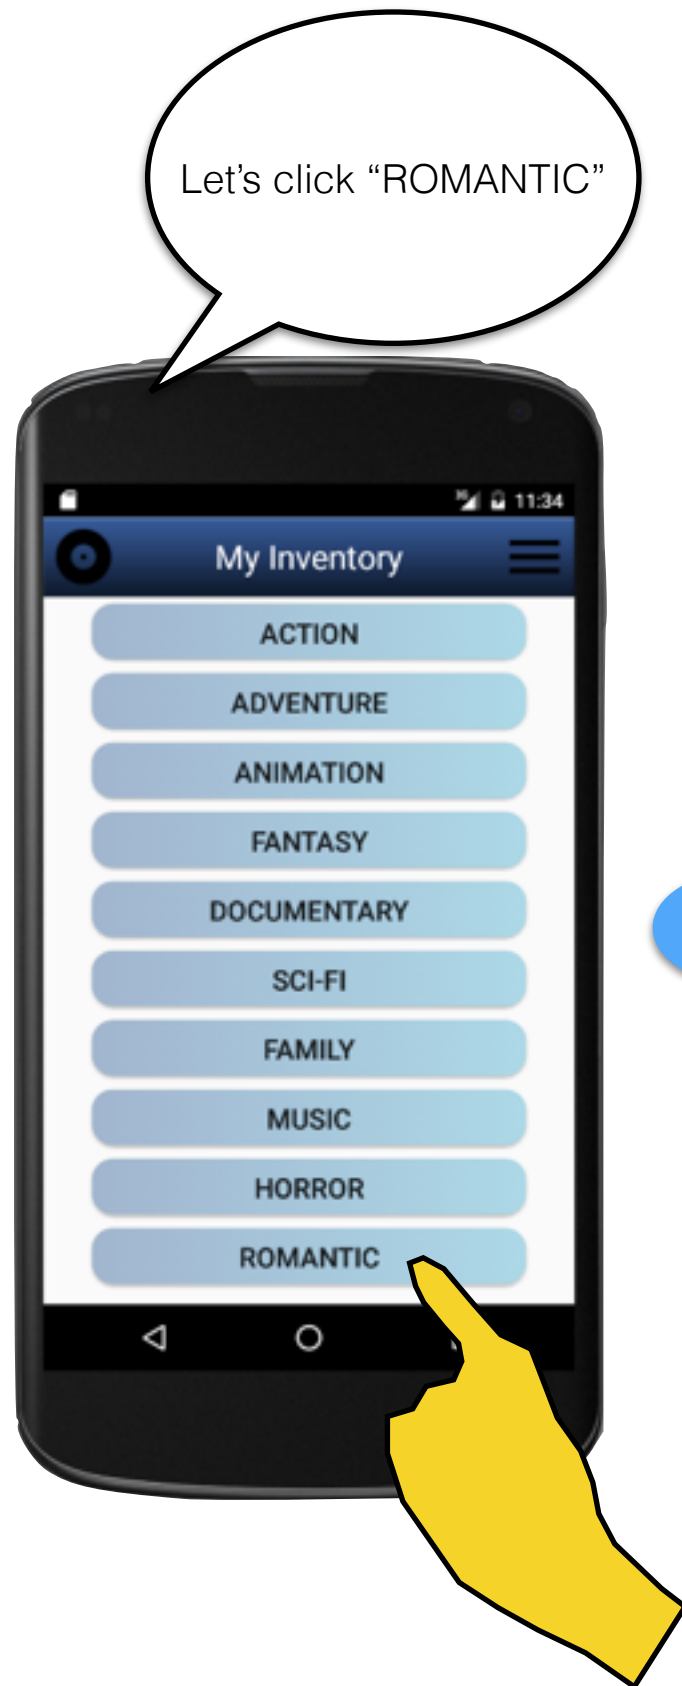 Let's click “ROMANTIC”
11:34
My Inventory
ACTION
ADVENTURE
ANIMATION
FANTASY
DOCUMENTARY
SCI-FI
FAMILY
MUSIC
HORROR
ROMANTIC